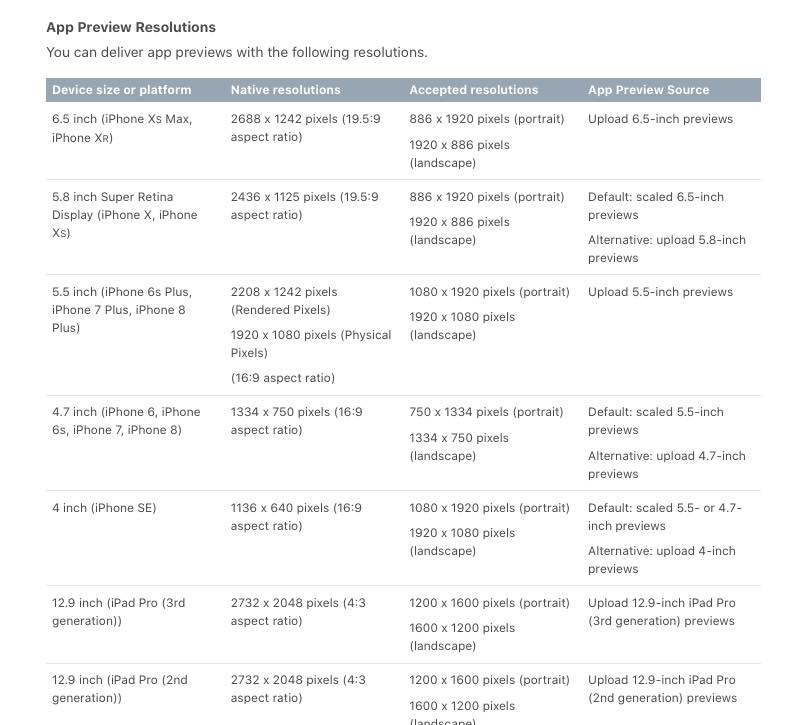 App Preview Resolutions
You can deliver app previews with the following resolutions.
Device size or platform Native resolutions Accepted resolutions App Preview Source
6.5 inch (iPhone Xs Max,
iPhone XR)
2688 x 1242 pixels (19.5:9
aspect ratio)
886 x 1920 pixels (portrait)
1920 x 886 pixels
(landscape)
Upload 6.5-inch previews
5.8 inch Super Retina
Display (iPhone X, iPhone
Xs)
2436 x 1125 pixels (19.5:9
aspect ratio)
886 x 1920 pixels (portrait)
1920 x 886 pixels
(landscape)
Default: scaled 6.5-inch
previews
Alternative: upload 5.8-inch
previews
5.5 inch (iPhone 6s Plus,
iPhone 7 Plus, iPhone 8
Plus)
2208 x 1242 pixels
(Rendered Pixels)
1920 x 1080 pixels (Physical
Pixels)
(16:9 aspect ratio)
1080 x 1920 pixels (portrait)
1920 x 1080 pixels
(landscape)
Upload 5.5-inch previews
4.7 inch (iPhone 6, iPhone
6s, iPhone 7, iPhone 8)
1334 x 750 pixels (16:9
aspect ratio)
750 x 1334 pixels (portrait)
1334 x 750 pixels
(landscape)
Default: scaled 5.5-inch
previews
Alternative: upload 4.7-inch
previews
4 inch (iPhone SE)
1136 x 640 pixels (16:9
aspect ratio)
1080 x 1920 pixels (portrait)
1920 x 1080 pixels
(landscape)
Default: scaled 5.5- or 4.7-
inch previews
Alternative: upload 4-inch
previews
12.9 inch (iPad Pro (3rd
generation))
2732 x 2048 pixels (4:3
aspect ratio)
1200 x 1600 pixels (portrait)
1600 x 1200 pixels
(landscape)
Upload 12.9-inch iPad Pro
(3rd generation) previews
12.9 inch (iPad Pro (2nd
generation))
2732 x 2048 pixels (4:3
aspect ratio)
1200 x 1600 pixels (portrait)
1600 x 1200 pixels
(landscape)
Upload 12.9-inch iPad Pro
(2nd generation) previews